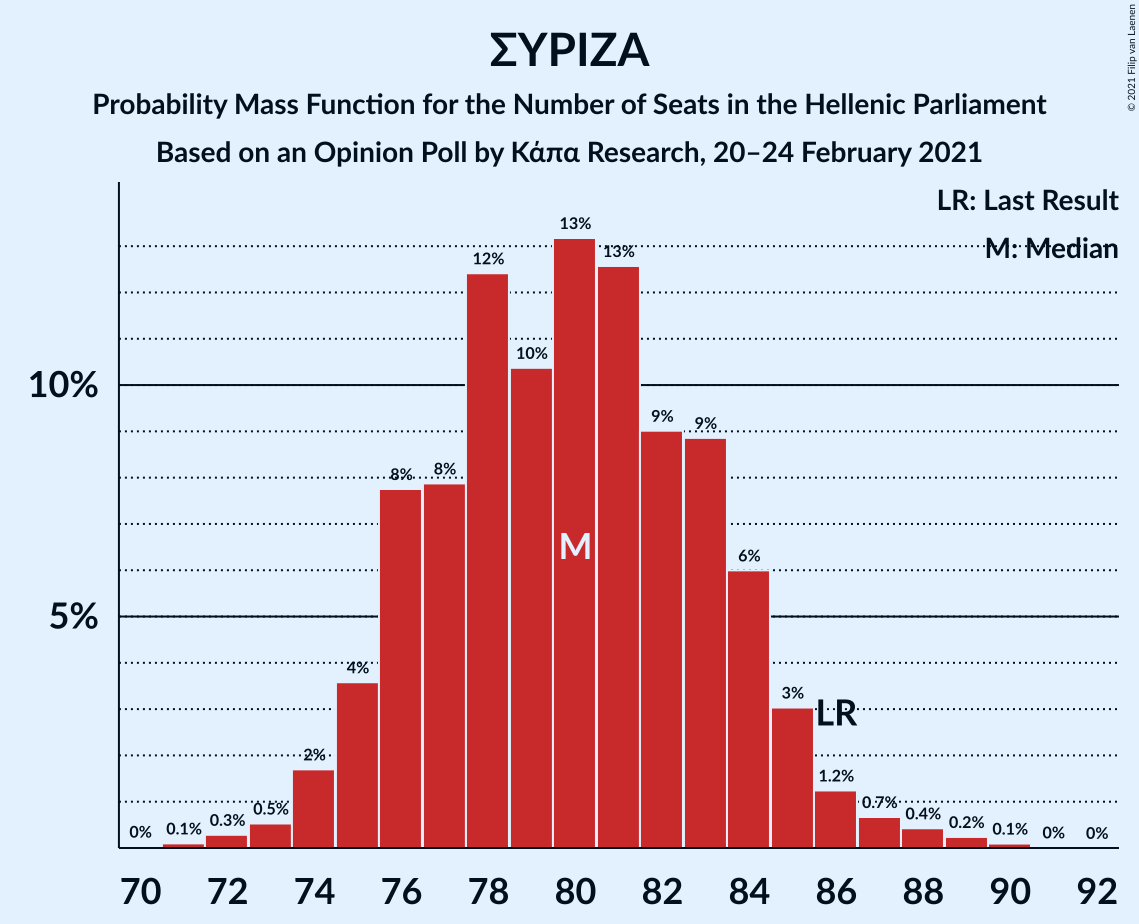 ΣΥΡΙΖΑ
Probability Mass Function for the Number of Seats in the Hellenic Parliament
Based on an Opinion Poll by Κάπα Research, 20–24 February 2021
© 2021 Filip van Laenen
LR: Last Result
M: Median
10%
5%
0%
0.1%
0.3%
0.5%
2%
4%
8%
8%
12%
10%
13%
13%
9%
9%
6%
3%
1.2%
0.7%
0.4%
0.2%
0.1%
0%
0%
M
LR
70 72 74 76 78 80 82 84 86 88 90 92